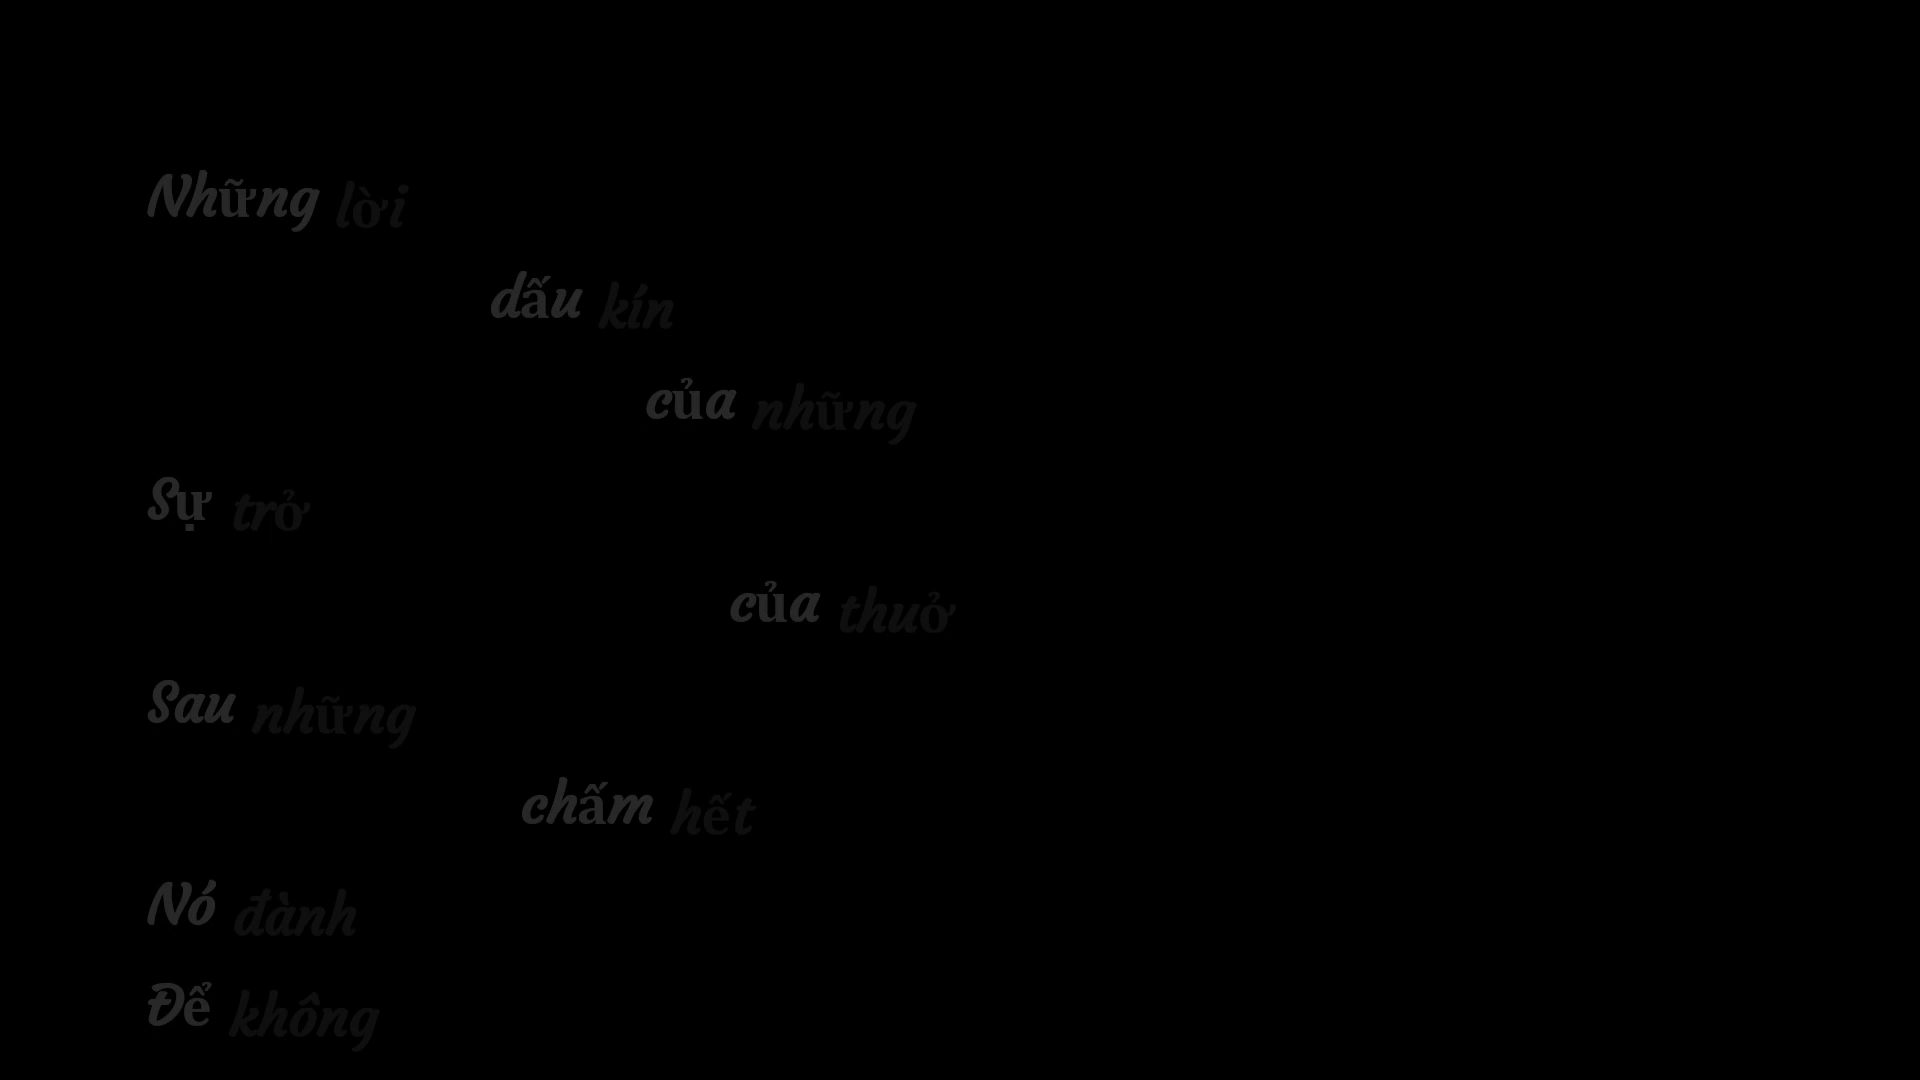 Những lời
dấu kín
của những
Sự trở
của thuở
Sau những
chấm hết
Nó đành
Để không